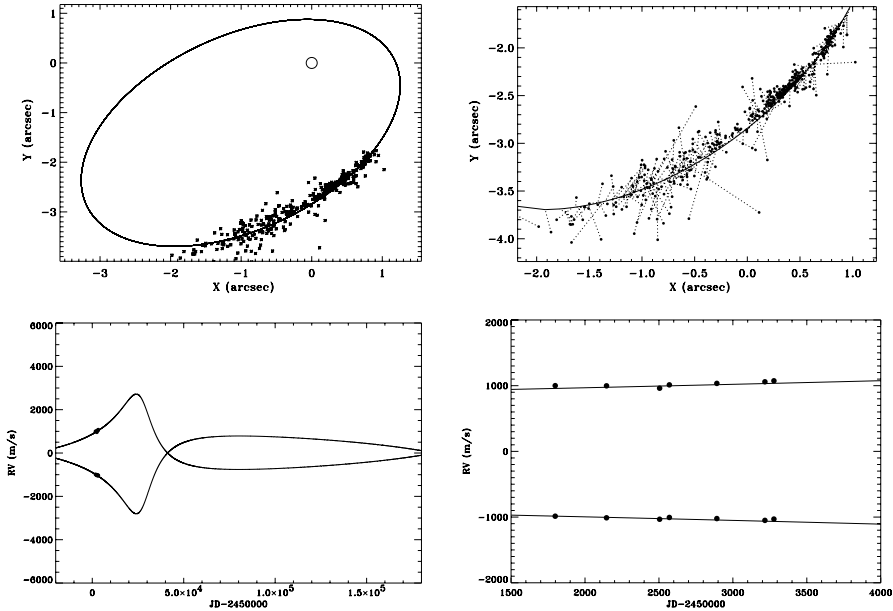 1
0
−1
−2
−3
Y (arcsec)
−3 −2 −1 0 1
X (arcsec)
−2.0
−2.5
−3.0
−3.5
−4.0
Y (arcsec)
−2.0 −1.5 −1.0 −0.5 0.0 0.5 1.0
X (arcsec)
6000
4000
2000
0
−2000
−4000
−6000
RV (m/s)
0 5.0×10⁴ 1.0×10⁵ 1.5×10⁵
JD−2450000
2000
1000
0
−1000
−2000
RV (m/s)
1500 2000 2500 3000 3500 4000
JD−2450000